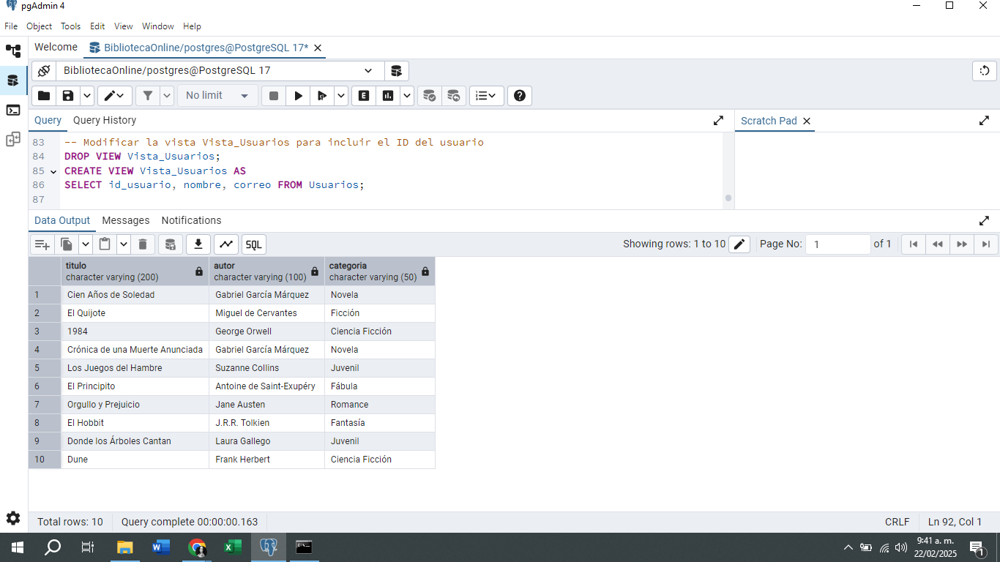 pgAdmin 4
File Object Tools Edit View Window Help
Welcome BibliotecaOnline/postgres@PostgreSQL 17*
BibliotecaOnline/postgres@PostgreSQL 17
No limit E
Query Query History Scratch Pad
83 -- Modificar la vista Vista_Usuarios para incluir el ID del usuario
84 DROP VIEW Vista_Usuarios;
85 CREATE VIEW Vista_Usuarios AS
86 SELECT id_usuario, nombre, correo FROM Usuarios;
87
Data Output Messages Notifications
SQL Showing rows: 1 to 10 Page No: 1 of 1
titulo autor categoria
character varying (200) character varying (100) character varying (50)
1 Cien Años de Soledad Gabriel García Márquez Novela
2 El Quijote Miguel de Cervantes Ficción
3 1984 George Orwell Ciencia Ficción
4 Crónica de una Muerte Anunciada Gabriel García Márquez Novela
5 Los Juegos del Hambre Suzanne Collins Juvenil
6 El Principito Antoine de Saint-Exupéry Fábula
7 Orgullo y Prejuicio Jane Austen Romance
8 El Hobbit J.R.R. Tolkien Fantasía
9 Donde los Árboles Cantan Laura Gallego Juvenil
10 Dune Frank Herbert Ciencia Ficción
Total rows: 10 Query complete 00:00:00.163 CRLF Ln 92, Col 1
9:41 a. m.
22/02/2025
1